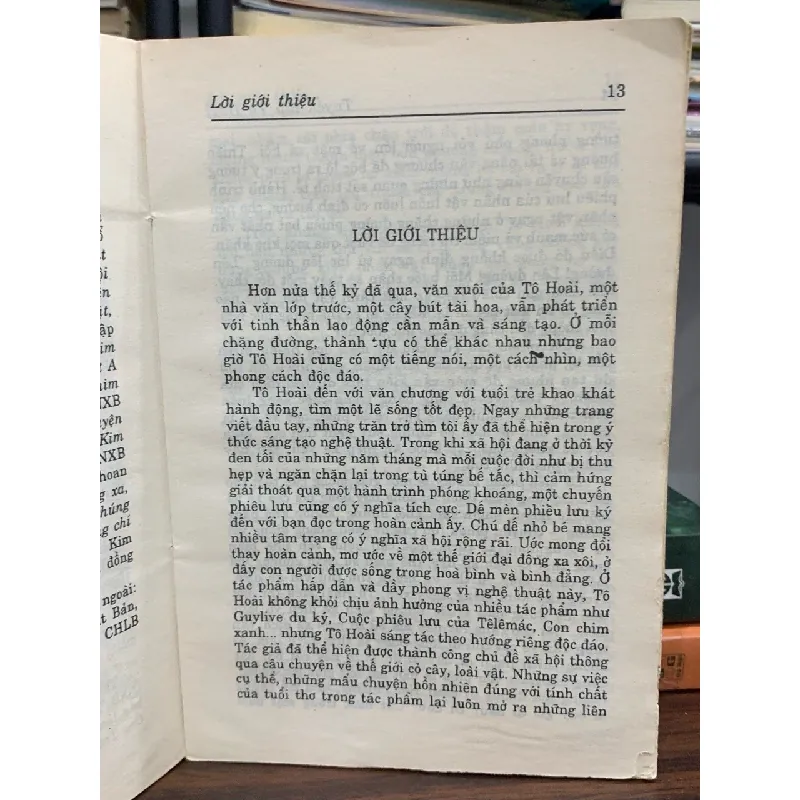 Lời giới thiệu
13
LỜI GIỚI THIỆU
Hơn nửa thế kỷ đã qua, văn xuôi của Tô Hoài, một
nhà văn lớp trước, một cây bút tài hoa, vẫn phát triển
với tinh thần lao động cần mẫn và sáng tạo. Ở mỗi
chặng đường, thành tựu có thể khác nhau nhưng bao
giờ Tô Hoài cũng có một tiếng nói, một cách nhìn, một
phong cách độc đáo.
Tô Hoài đến với văn chương với tuổi trẻ khao khát
hành động, tìm một lẽ sống tốt đẹp. Ngay những trang
viết đầu tay, những trăn trở tìm tòi ấy đã thể hiện trong ý
thức sáng tạo nghệ thuật. Trong khi xã hội đang ở thời kỳ
đen tối của những năm tháng mà mỗi cuộc đời như bị thu
hẹp và ngăn chặn lại trong tù túng bế tắc, thì cảm hứng
giải thoát qua một hành trình phóng khoáng, một chuyến
phiêu lưu cũng có ý nghĩa tích cực. Dế mèn phiêu lưu ký
đến với bạn đọc trong hoàn cảnh ấy. Chú dế nhỏ bé mang
nhiều tâm trạng có ý nghĩa xã hội rộng rãi. Ước mong đổi
thay hoàn cảnh, mơ ước về một thế giới đại đồng xa xôi, ở
đấy con người được sống trong hoà bình và bình đẳng. Ở
tác phẩm hấp dẫn và đầy phong vị nghệ thuật này, Tô
Hoài không khỏi chịu ảnh hưởng của nhiều tác phẩm như
Guylive du ký, Cuộc phiêu lưu của Têlêmác, Con chim
xanh... nhưng Tô Hoài sáng tác theo hướng riêng độc đáo.
Tác giả đã thể hiện được thành công chủ đề xã hội thông
qua câu chuyện về thế giới cỏ cây, loài vật. Những sự việc
cụ thể, những mẩu chuyện hồn nhiên đúng với tính chất
của tuổi thơ trong tác phẩm lại luôn mở ra những liên
A
NXB
Kim
NXB
hoan
xa,
chí
Kim
đồng
ngoài:
Bản,
CHLB